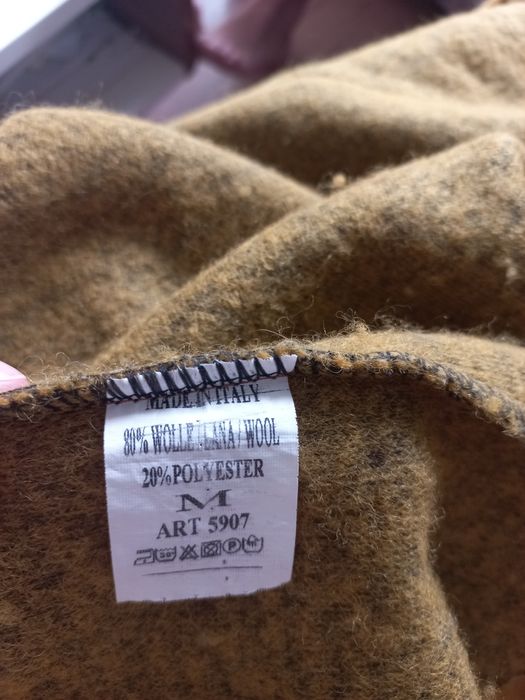 MADE IN ITALY
80% WOLLE/LANA/WOOL
20% POLYESTER
M
ART 5907